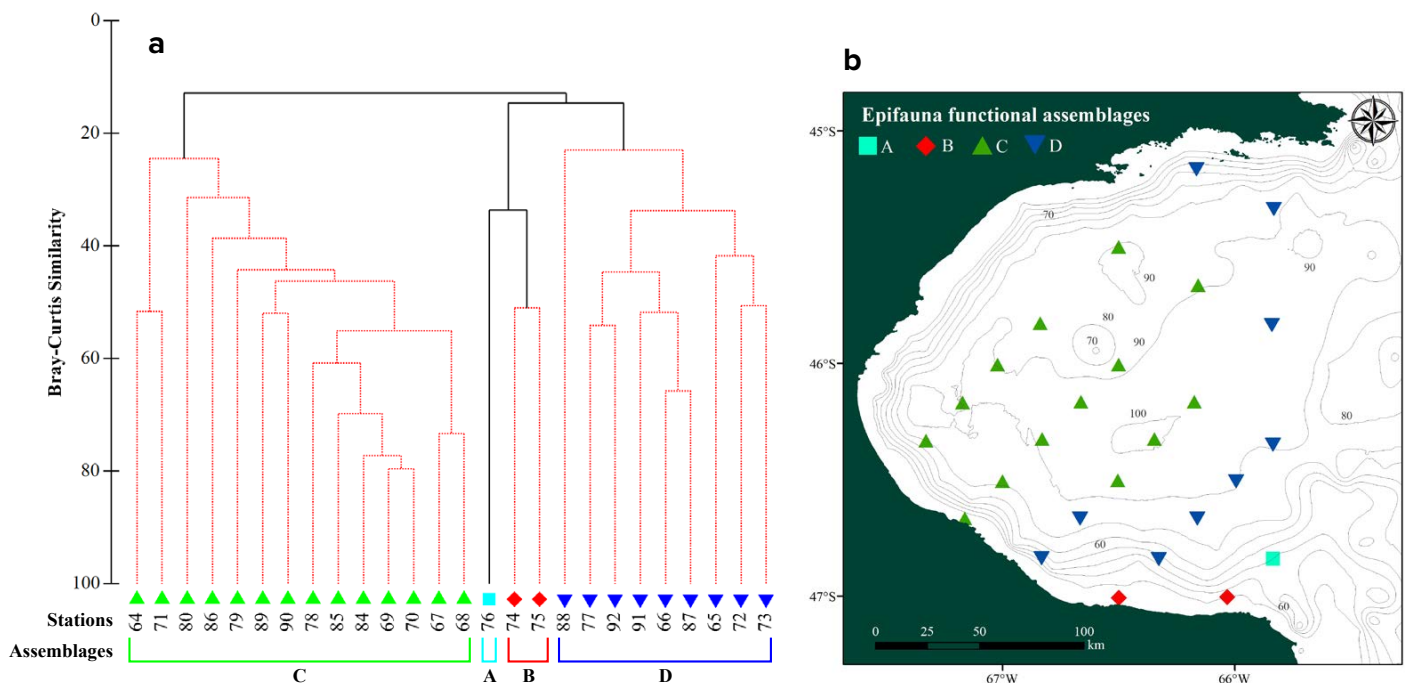 a
0
20
40
60
80
100
Bray-Curtis Similarity
Stations
64 71 80 86 79 89 90 78 85 84 69 70 67 68 76 74 75 88 77 92 91 66 87 65 72 73
Assemblages
C A B D
b
Epifauna functional assemblages
A B C D
45°S
46°S
47°S
67°W 66°W
70
90
90
80
70
90
100
80
60
60
0 25 50 100
km